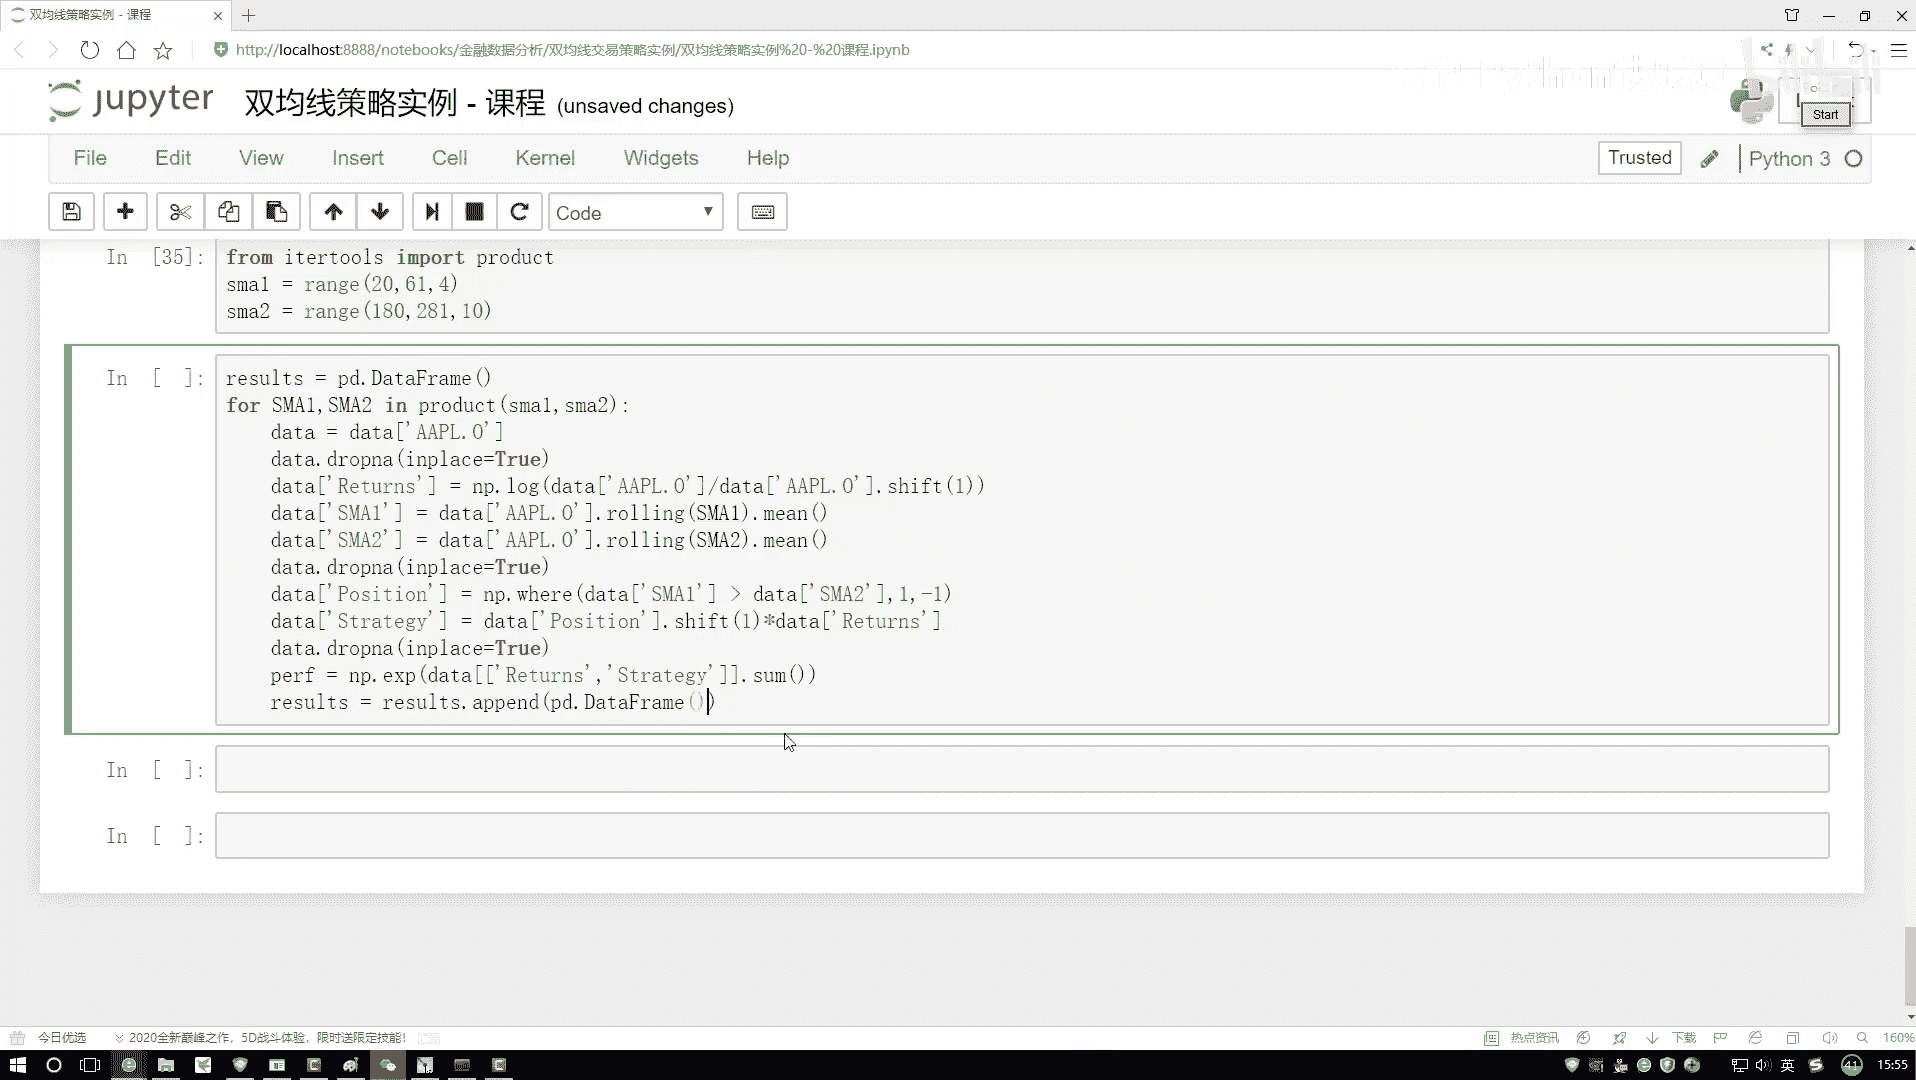 双均线策略实例 - 课程
http://localhost:8888/notebooks/金融数据分析/双均线交易策略实例/双均线策略实例%20-%20课程.ipynb
jupyter 双均线策略实例 - 课程 (unsaved changes)
Start
File Edit View Insert Cell Kernel Widgets Help
Trusted Python 3
Code
In [35]: from itertools import product
sma1 = range(20,61,4)
sma2 = range(180,281,10)
In [ ]: results = pd.DataFrame()
for SMA1,SMA2 in product(sma1,sma2):
data = data['AAPL.O']
data.dropna(inplace=True)
data['Returns'] = np.log(data['AAPL.O']/data['AAPL.O'].shift(1))
data['SMA1'] = data['AAPL.O'].rolling(SMA1).mean()
data['SMA2'] = data['AAPL.O'].rolling(SMA2).mean()
data.dropna(inplace=True)
data['Position'] = np.where(data['SMA1'] > data['SMA2'],1,-1)
data['Strategy'] = data['Position'].shift(1)*data['Returns']
data.dropna(inplace=True)
perf = np.exp(data[['Returns','Strategy']].sum())
results = results.append(pd.DataFrame())
In [ ]:
In [ ]:
今日优选 2020全新巅峰之作，5D战斗体验，限时送限定技能！ 热点资讯 下载 160%
英 41 15:55